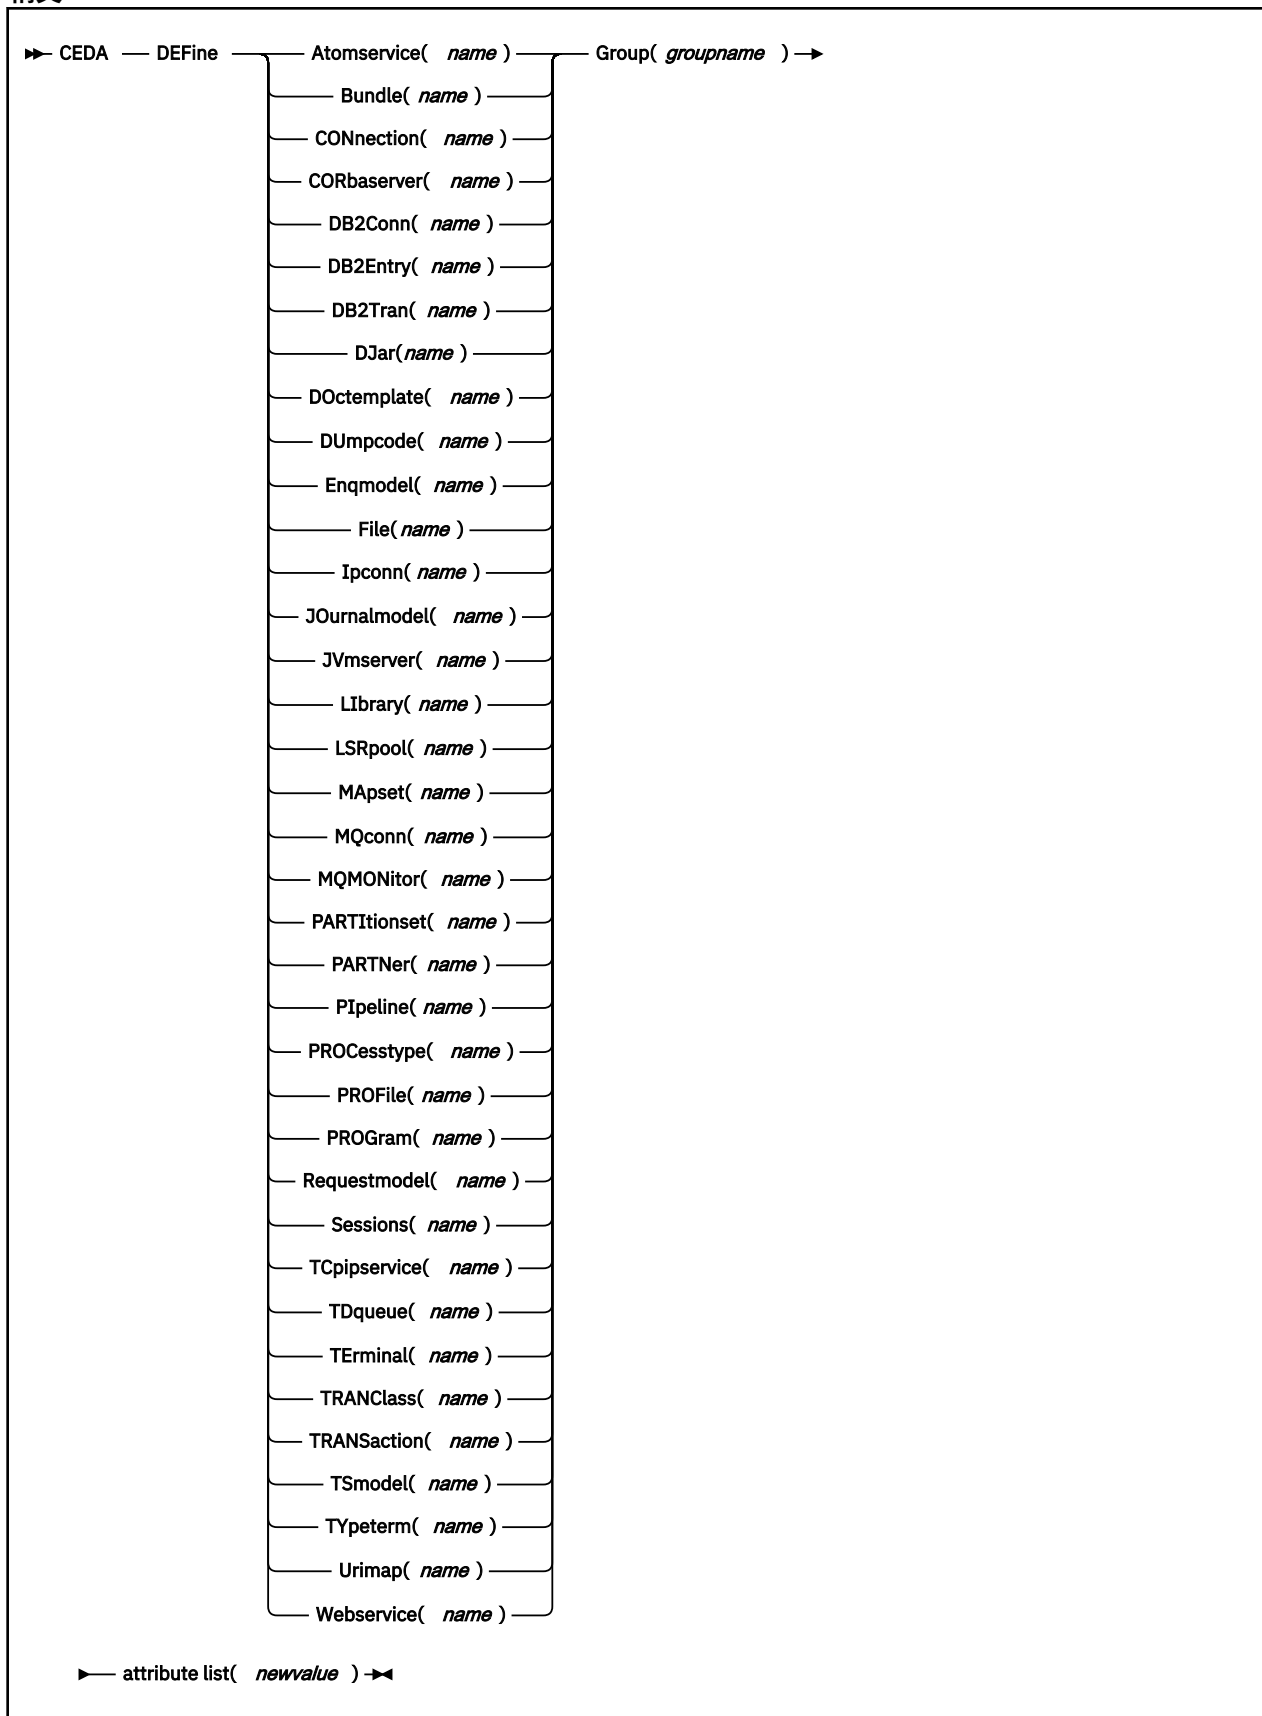 CEDA DEFine Atomservice( name ) Group( groupname )
Bundle( name )
CONnection( name )
CORbaserver( name )
DB2Conn( name )
DB2Entry( name )
DB2Tran( name )
DJar(name )
DOctemplate( name )
DUmpcode( name )
Enqmodel( name )
File( name )
Ipconn( name )
JOurnalmodel( name )
JVmserver( name )
LIbrary( name )
LSRpool( name )
MApset( name )
MQconn( name )
MQMONitor( name )
PARTItionset( name )
PARTNer( name )
PIpeline( name )
PROCesstype( name )
PROFile( name )
PROGram( name )
Requestmodel( name )
Sessions( name )
TCpipservice( name )
TDqueue( name )
TErminal( name )
TRANClass( name )
TRANSaction( name )
TSmodel( name )
TYpeterm( name )
Urimap( name )
Webservice( name )
attribute list( newvalue )